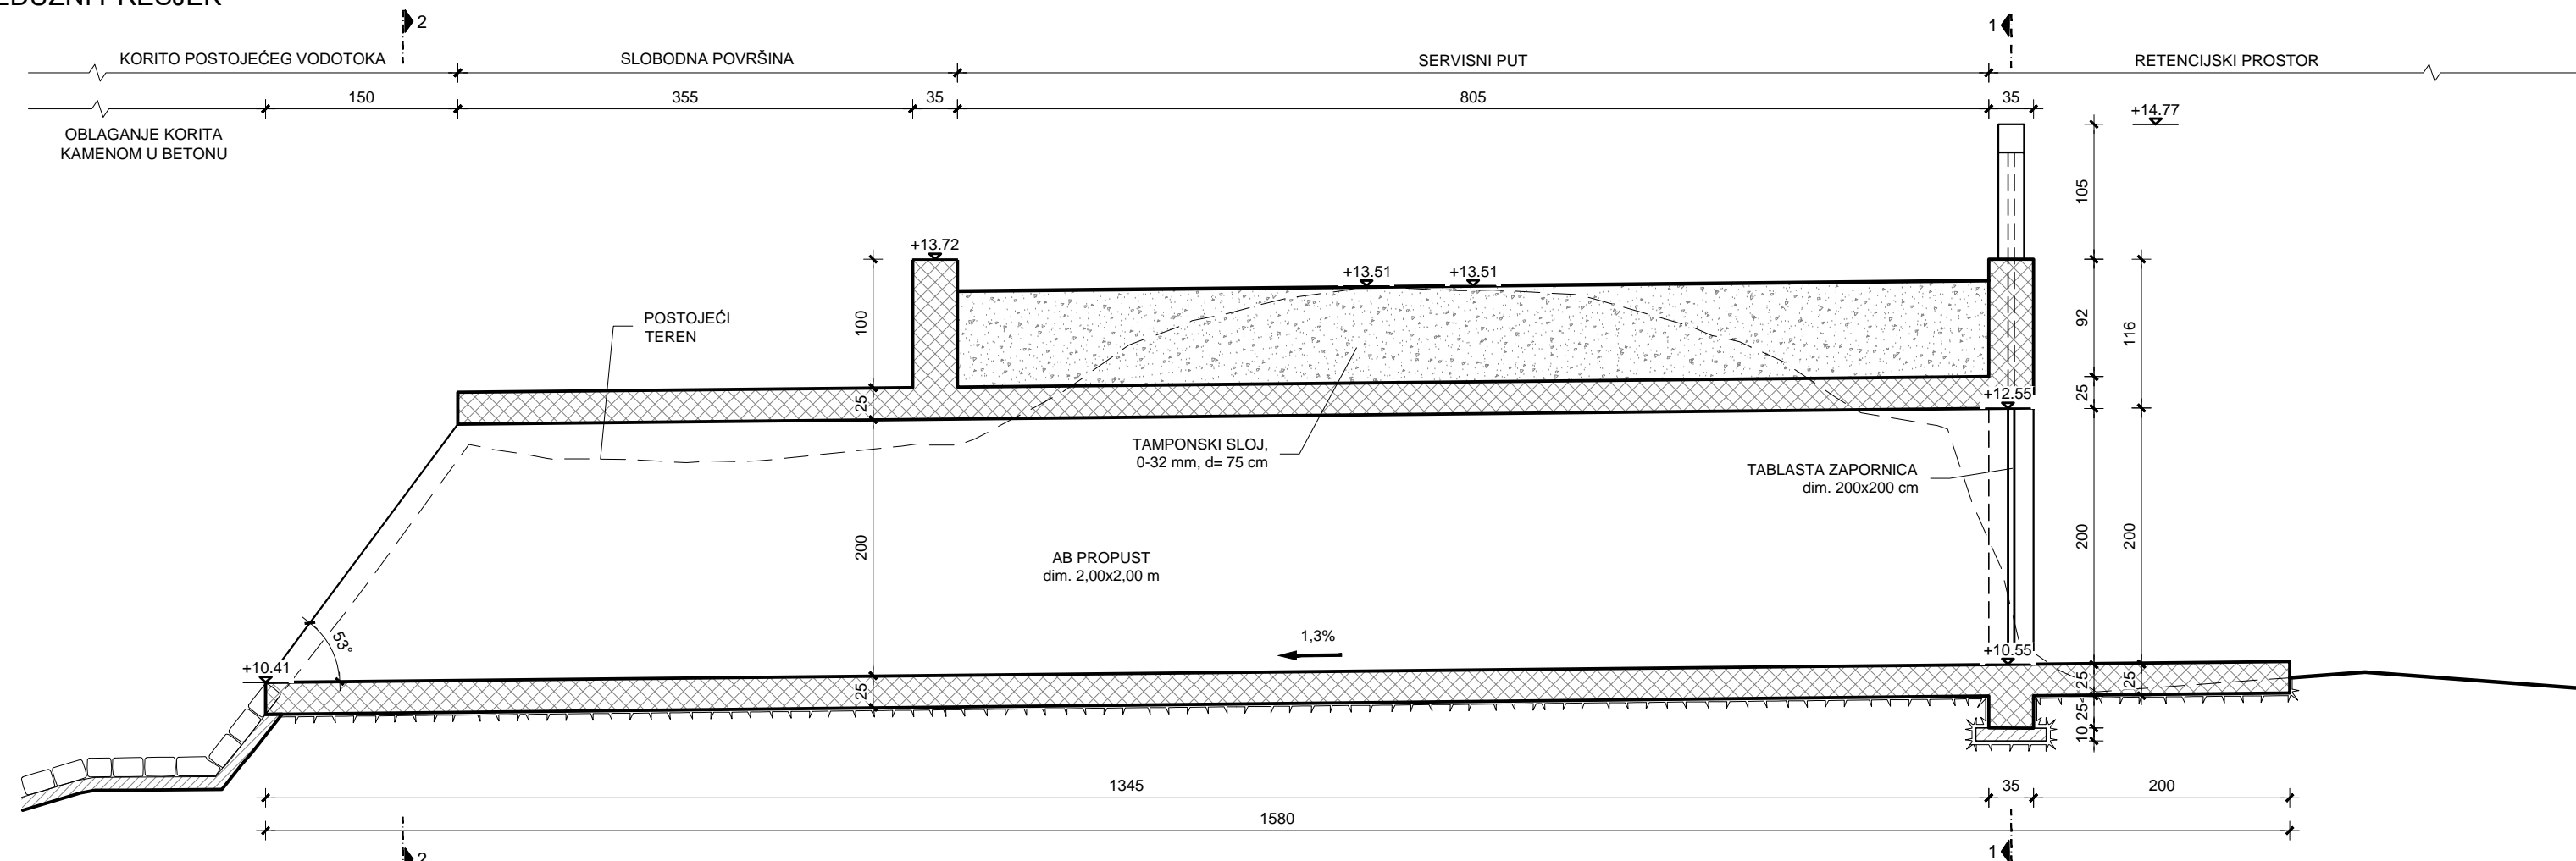 2
1
KORITO POSTOJEĆEG VODOTOKA
SLOBODNA POVRŠINA
SERVISNI PUT
RETENCIJSKI PROSTOR
150
355
35
805
35
OBLAGANJE KORITA
KAMENOM U BETONU
+14.77
105
+13.72
+13.51
+13.51
POSTOJEĆI
TEREN
100
92
116
25
25
+12.55
TAMPONSKI SLOJ,
0-32 mm, d= 75 cm
TABLASTA ZAPORNICA
dim. 200x200 cm
200
200
200
AB PROPUST
dim. 2,00x2,00 m
53°
1,3%
+10.41
+10.55
25
25
25
25
10
1345
35
200
1580
2
1